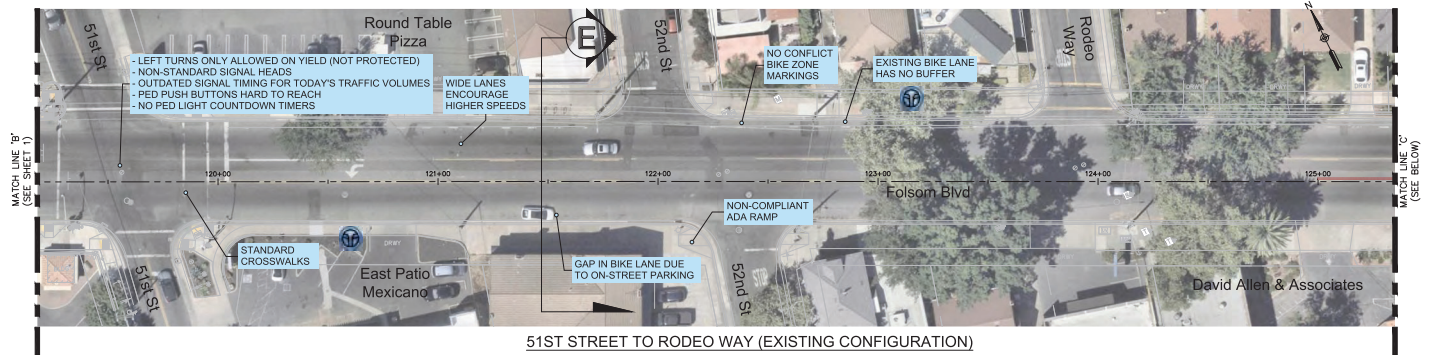 51st St
Round Table
Pizza
E
52nd St
Rodeo
Way
N
- LEFT TURNS ONLY ALLOWED ON YIELD (NOT PROTECTED)
- NON-STANDARD SIGNAL HEADS
- OUTDATED SIGNAL TIMING FOR TODAY'S TRAFFIC VOLUMES
- PED PUSH BUTTONS HARD TO REACH
- NO PED LIGHT COUNTDOWN TIMERS
WIDE LANES
ENCOURAGE
HIGHER SPEEDS
NO CONFLICT
BIKE ZONE
MARKINGS
EXISTING BIKE LANE
HAS NO BUFFER
DRWY
DRWY
DRWY
MATCH LINE "B"
(SEE SHEET 1)
120+00
121+00
122+00
123+00
124+00
125+00
MATCH LINE "C"
(SEE BELOW)
Folsom Blvd
NON-COMPLIANT
ADA RAMP
STANDARD
CROSSWALKS
DRWY
GAP IN BIKE LANE DUE
TO ON-STREET PARKING
51st St
East Patio
Mexicano
52nd St
David Allen & Associates
51ST STREET TO RODEO WAY (EXISTING CONFIGURATION)